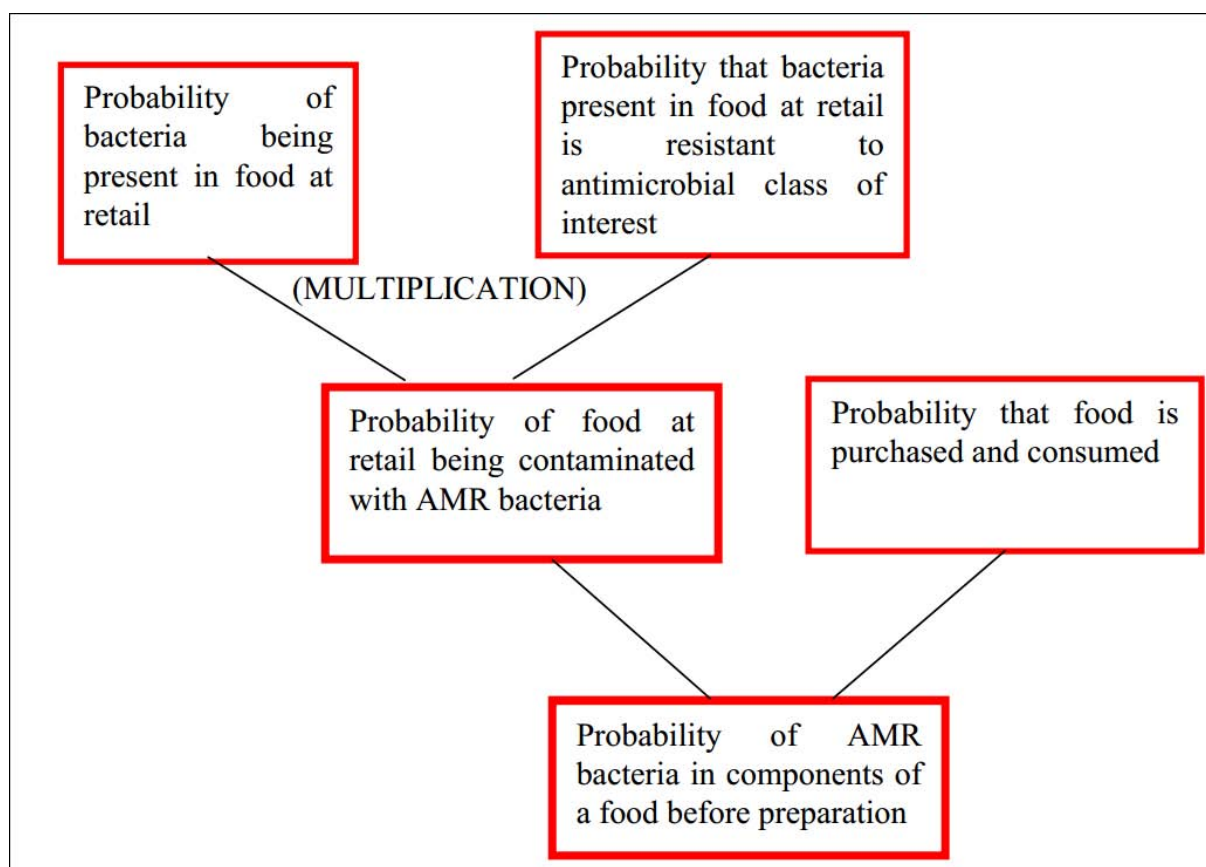 Probability of
bacteria being
present in food at
retail
Probability that bacteria
present in food at retail
is resistant to
antimicrobial class of
interest
(MULTIPLICATION)
Probability of food at
retail being contaminated
with AMR bacteria
Probability that food is
purchased and consumed
Probability of AMR
bacteria in components of
a food before preparation